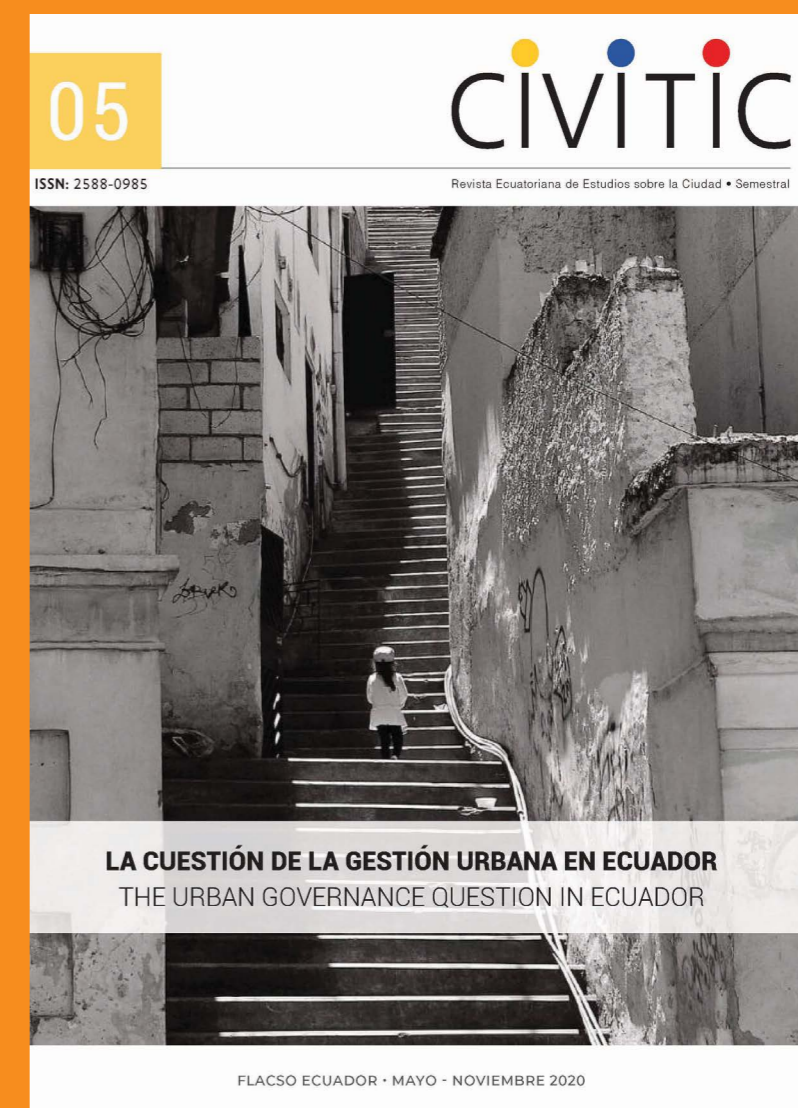 05
CIVITIC
ISSN: 2588-0985
Revista Ecuatoriana de Estudios sobre la Ciudad • Semestral
LA CUESTIÓN DE LA GESTIÓN URBANA EN ECUADOR
THE URBAN GOVERNANCE QUESTION IN ECUADOR
FLACSO ECUADOR • MAYO - NOVIEMBRE 2020